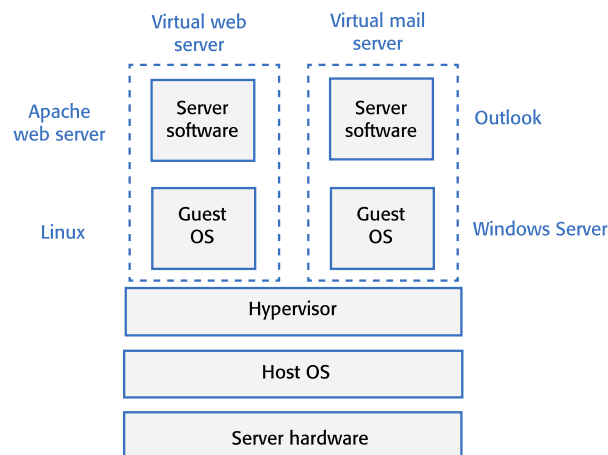 Virtual web
server
Virtual mail
server
Apache
web server
Server
software
Server
software
Outlook
Linux
Guest
OS
Guest
OS
Windows Server
Hypervisor
Host OS
Server hardware